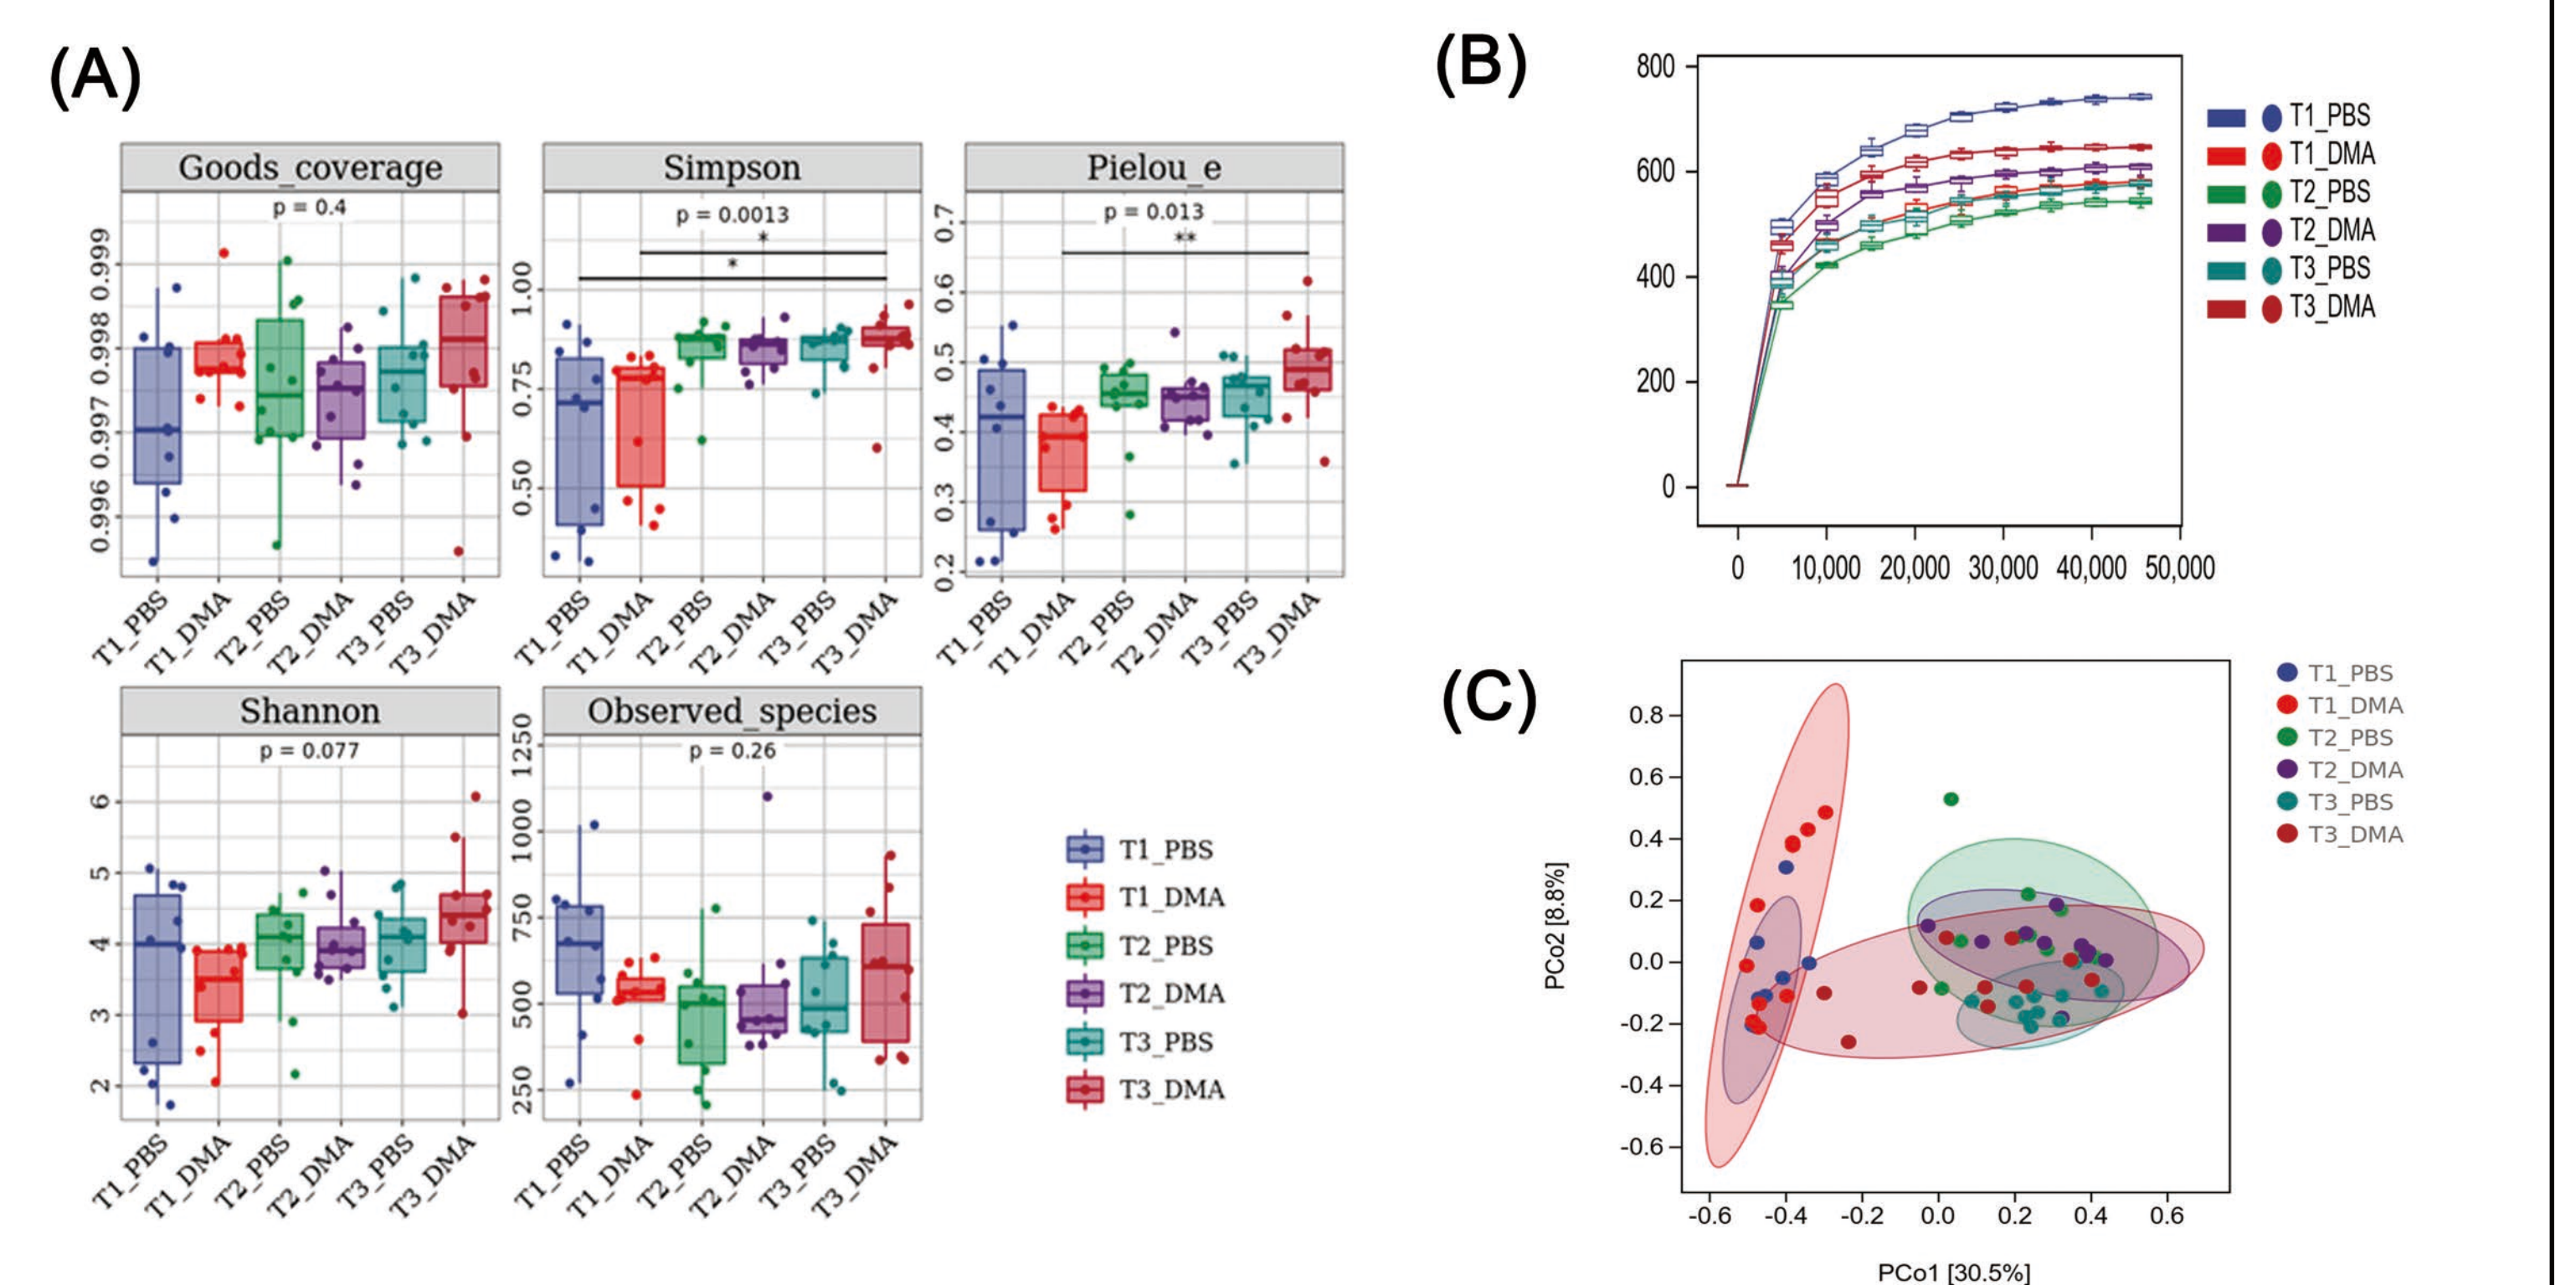 (A)
Goods_coverage
p = 0.4
0.999
0.998
0.997
0.996
T1_PBS
T1_DMA
T2_PBS
T2_DMA
T3_PBS
T3_DMA
Simpson
p = 0.0013
*
*
1.00
0.75
0.50
T1_PBS
T1_DMA
T2_PBS
T2_DMA
T3_PBS
T3_DMA
Pielou_e
p = 0.013
**
0.7
0.6
0.5
0.4
0.3
0.2
T1_PBS
T1_DMA
T2_PBS
T2_DMA
T3_PBS
T3_DMA
Shannon
p = 0.077
6
5
4
3
2
T1_PBS
T1_DMA
T2_PBS
T2_DMA
T3_PBS
T3_DMA
Observed_species
p = 0.26
1250
1000
750
500
250
T1_PBS
T1_DMA
T2_PBS
T2_DMA
T3_PBS
T3_DMA
T1_PBS
T1_DMA
T2_PBS
T2_DMA
T3_PBS
T3_DMA
(B)
800
600
400
200
0
0 10,000 20,000 30,000 40,000 50,000
T1_PBS
T1_DMA
T2_PBS
T2_DMA
T3_PBS
T3_DMA
(C)
PCo2 [8.8%]
0.8
0.6
0.4
0.2
0.0
-0.2
-0.4
-0.6
-0.6 -0.4 -0.2 0.0 0.2 0.4 0.6
PCo1 [30.5%]
T1_PBS
T1_DMA
T2_PBS
T2_DMA
T3_PBS
T3_DMA